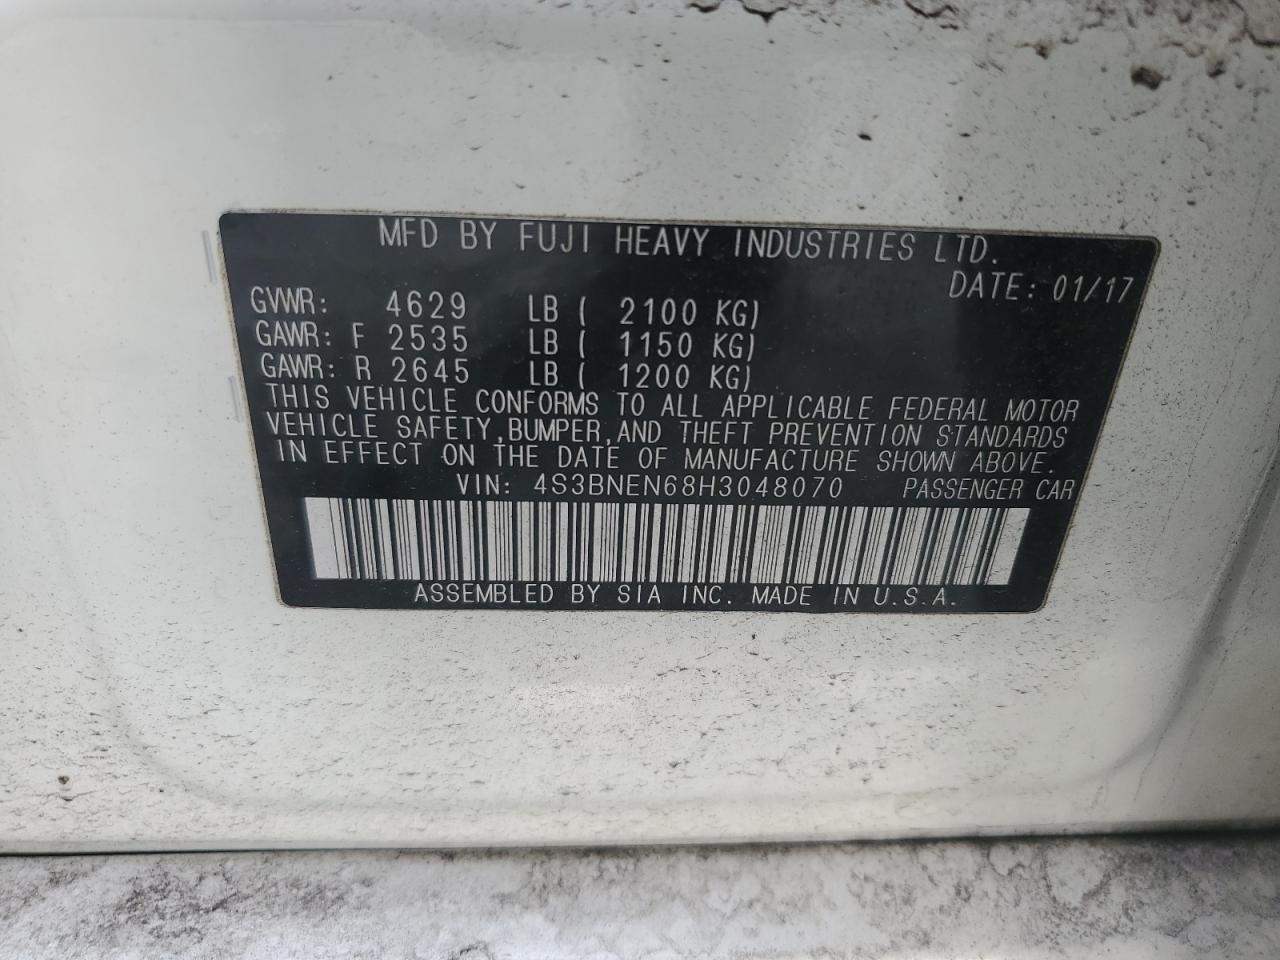 MFD BY FUJI HEAVY INDUSTRIES LTD.
DATE: 01/17
GVWR: 4629 LB ( 2100 KG)
GAWR: F 2535 LB ( 1150 KG)
GAWR: R 2645 LB ( 1200 KG)
THIS VEHICLE CONFORMS TO ALL APPLICABLE FEDERAL MOTOR
VEHICLE SAFETY,BUMPER,AND THEFT PREVENTION STANDARDS
IN EFFECT ON THE DATE OF MANUFACTURE SHOWN ABOVE.
VIN: 4S3BNEN68H3048070 PASSENGER CAR
ASSEMBLED BY SIA INC. MADE IN U.S.A.